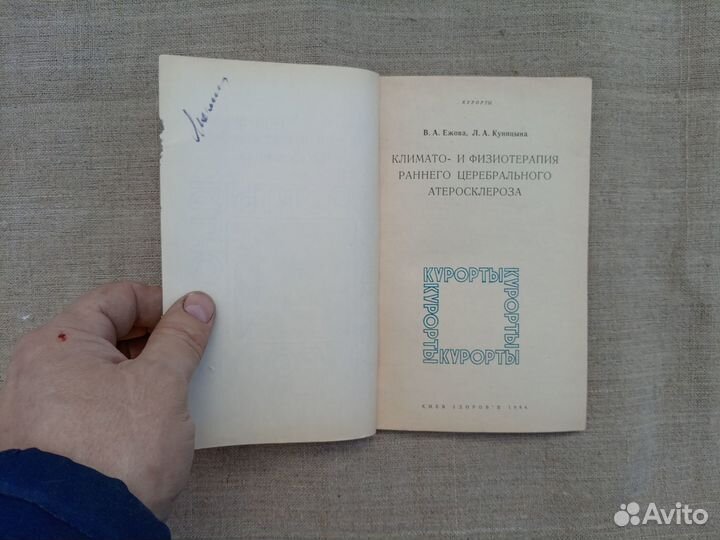 КУРОРТЫ
В. А. Ежова, Л. А. Куницына
КЛИМАТО- И ФИЗИОТЕРАПИЯ
РАННЕГО ЦЕРЕБРАЛЬНОГО
АТЕРОСКЛЕРОЗА
КУРОРТЫ
КУРОРТЫ
КУРОРТЫ
КУРОРТЫ
КИЕВ ЗДОРОВ'Я 1986
Avito